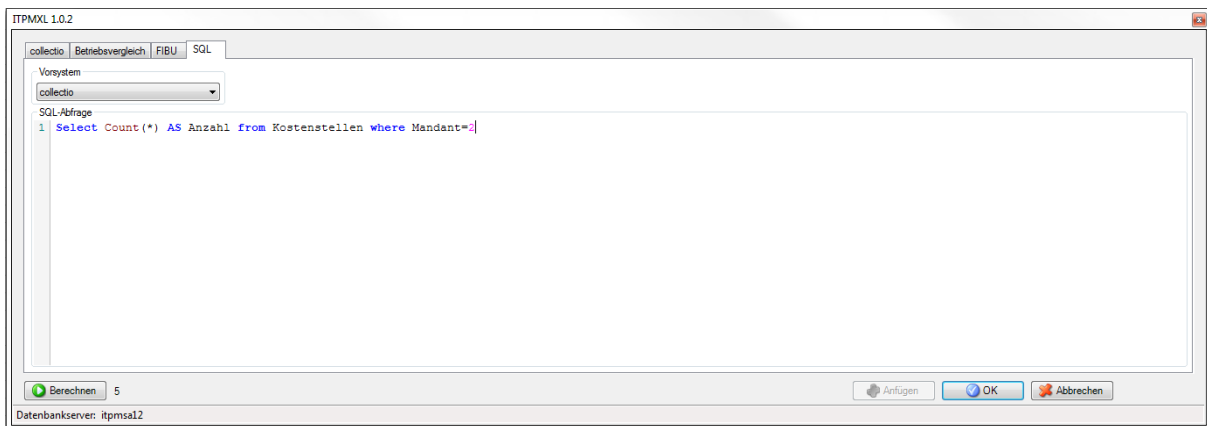 ITPMXL 1.0.2
collectio Betriebsvergleich FIBU SQL
Vorsystem
collectio
SQL-Abfrage
1 Select Count(*) AS Anzahl from Kostenstellen where Mandant=2
Berechnen 5 Anfügen OK Abbrechen
Datenbankserver: itpmsa12